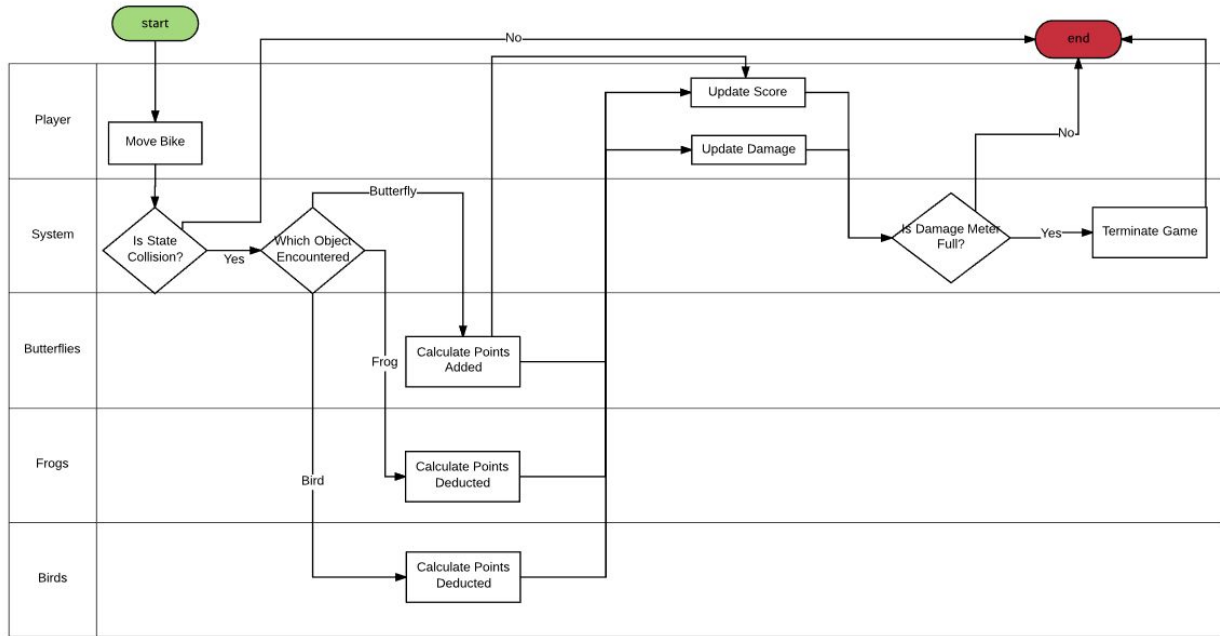 start
No
end
Player
Update Score
Move Bike
Update Damage
No
Butterfly
System
Is State
Collision?
Yes
Which Object
Encountered
Is Damage Meter
Full?
Yes
Terminate Game
Butterflies
Calculate Points
Added
Frog
Frogs
Calculate Points
Deducted
Bird
Birds
Calculate Points
Deducted